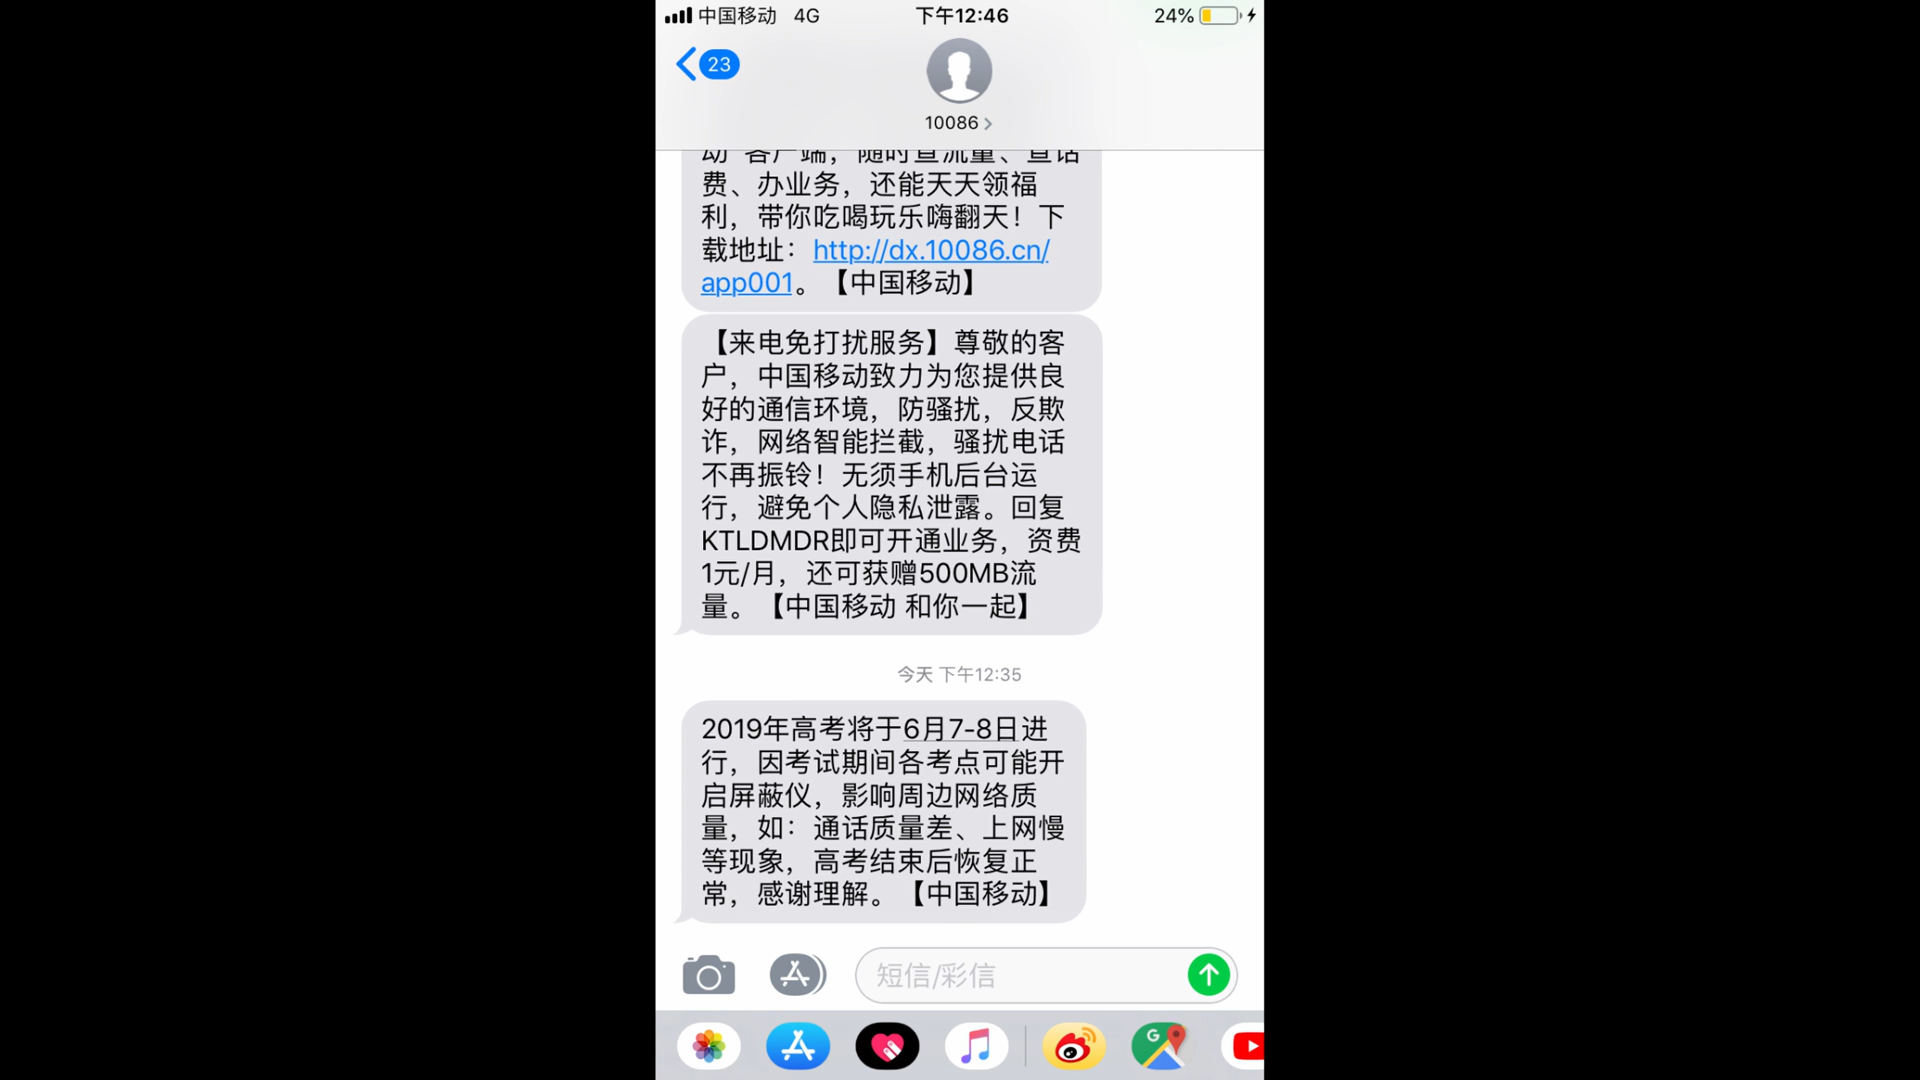 中国移动 4G 下午12:46 24%
23
10086
动"客户端，随时查流量、查话
费、办业务，还能天天领福
利，带你吃喝玩乐嗨翻天！下
载地址：http://dx.10086.cn/
app001。【中国移动】
【来电免打扰服务】尊敬的客
户，中国移动致力为您提供良
好的通信环境，防骚扰，反欺
诈，网络智能拦截，骚扰电话
不再振铃！无须手机后台运
行，避免个人隐私泄露。回复
KTLDMDR即可开通业务，资费
1元/月，还可获赠500MB流
量。【中国移动 和你一起】
今天 下午12:35
2019年高考将于6月7-8日进
行，因考试期间各考点可能开
启屏蔽仪，影响周边网络质
量，如：通话质量差、上网慢
等现象，高考结束后恢复正
常，感谢理解。【中国移动】
短信/彩信
G